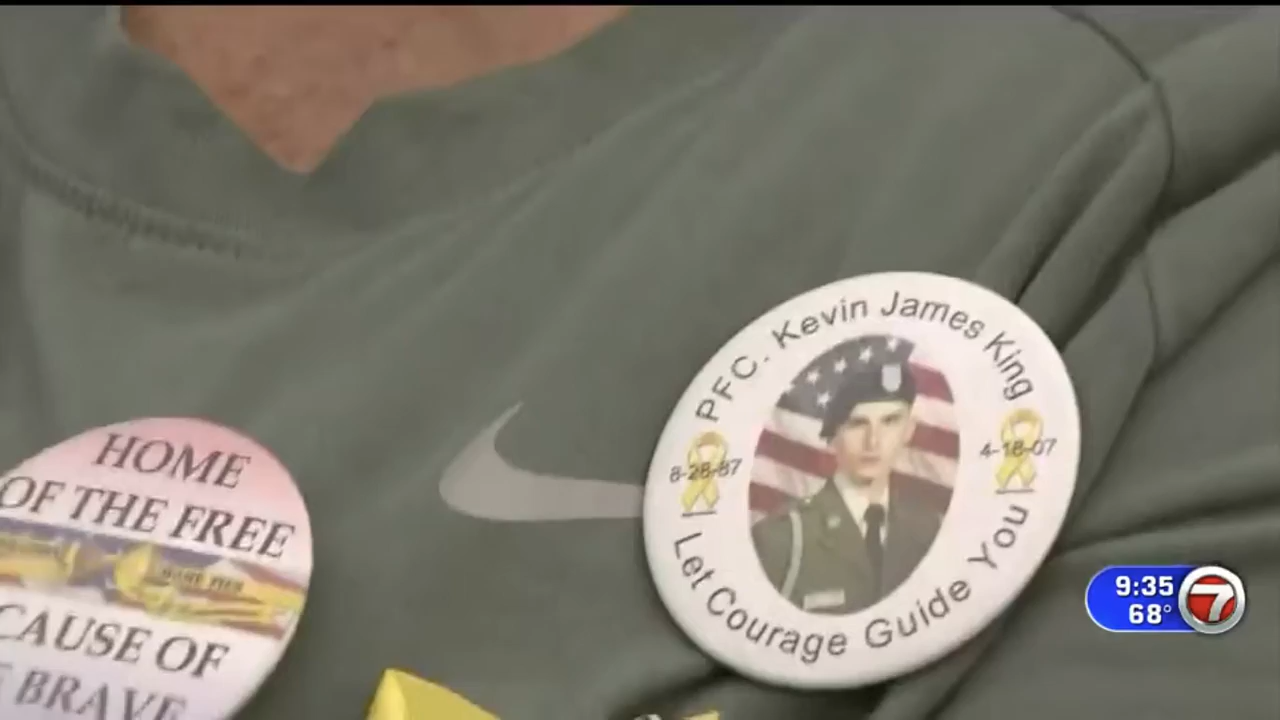 HOME
OF THE FREE
CAUSE OF
BRAVE
PFC. Kevin James King
8-28-87
4-18-07
Let Courage Guide You
9:35
68°
7